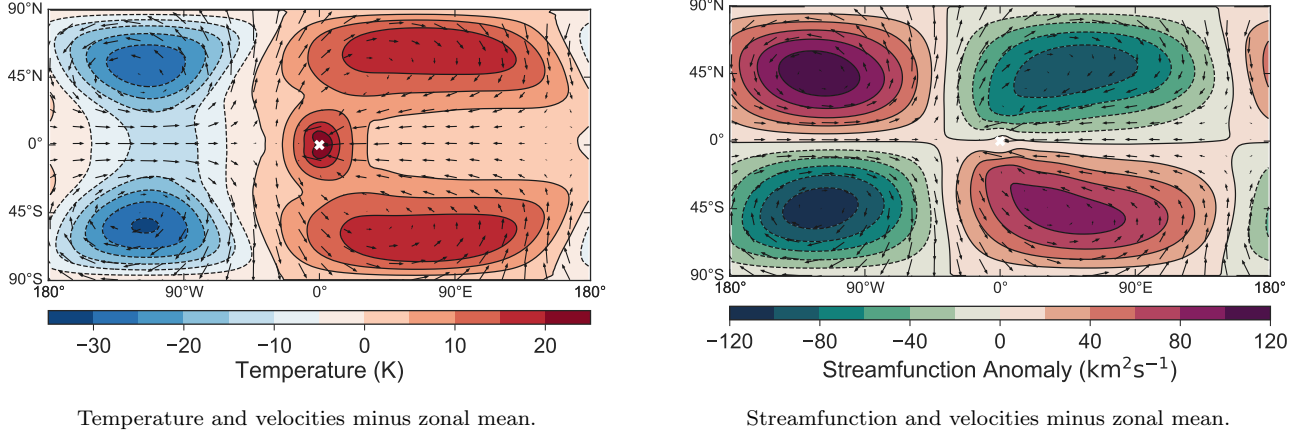 90°N
45°N
0°
45°S
90°S
180° 90°W 0° 90°E 180°
−30 −20 −10 0 10 20
Temperature (K)
Temperature and velocities minus zonal mean.
90°N
45°N
0°
45°S
90°S
180° 90°W 0° 90°E 180°
−120 −80 −40 0 40 80 120
Streamfunction Anomaly (km²s⁻¹)
Streamfunction and velocities minus zonal mean.